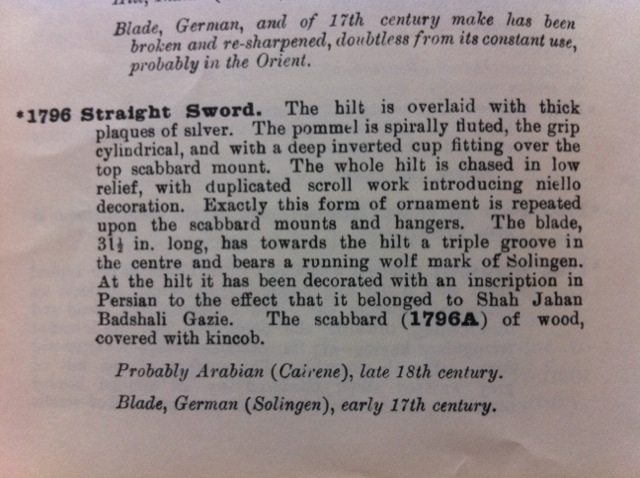 Blade, German, and of 17th century make has been
broken and re-sharpened, doubtless from its constant use,
probably in the Orient.
*1796 Straight Sword. The hilt is overlaid with thick
plaques of silver. The pommel is spirally fluted, the grip
cylindrical, and with a deep inverted cup fitting over the
top scabbard mount. The whole hilt is chased in low
relief, with duplicated scroll work introducing niello
decoration. Exactly this form of ornament is repeated
upon the scabbard mounts and hangers. The blade,
31½ in. long, has towards the hilt a triple groove in
the centre and bears a running wolf mark of Solingen.
At the hilt it has been decorated with an inscription in
Persian to the effect that it belonged to Shah Jahan
Badshali Gazie. The scabbard (1796A) of wood,
covered with kincob.
Probably Arabian (Cairene), late 18th century.
Blade, German (Solingen), early 17th century.